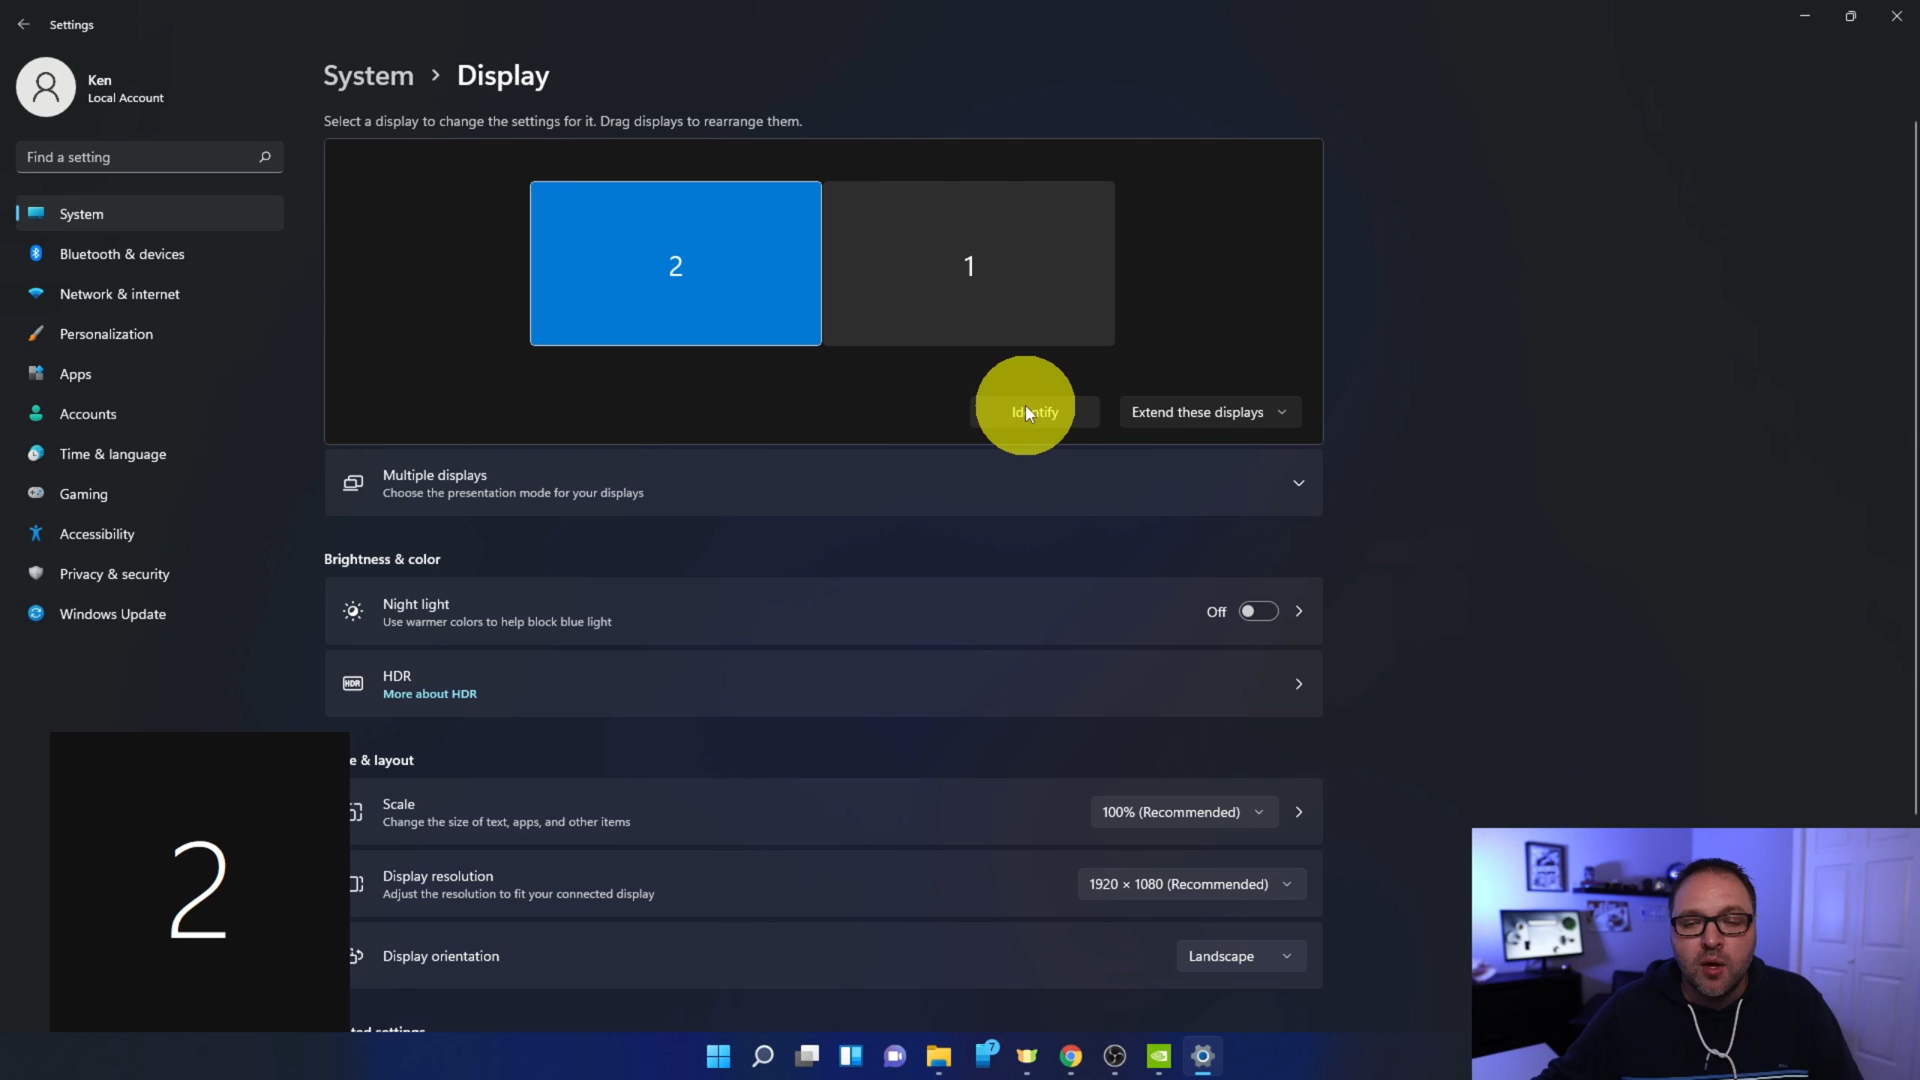 Settings
Ken
Local Account
Find a setting
System
Bluetooth & devices
Network & internet
Personalization
Apps
Accounts
Time & language
Gaming
Accessibility
Privacy & security
Windows Update
System > Display
Select a display to change the settings for it. Drag displays to rearrange them.
2
1
Identify
Extend these displays
Multiple displays
Choose the presentation mode for your displays
Brightness & color
Night light
Use warmer colors to help block blue light
Off
HDR
HDR
More about HDR
e & layout
Scale
Change the size of text, apps, and other items
100% (Recommended)
Display resolution
Adjust the resolution to fit your connected display
1920 × 1080 (Recommended)
Display orientation
Landscape
2
7